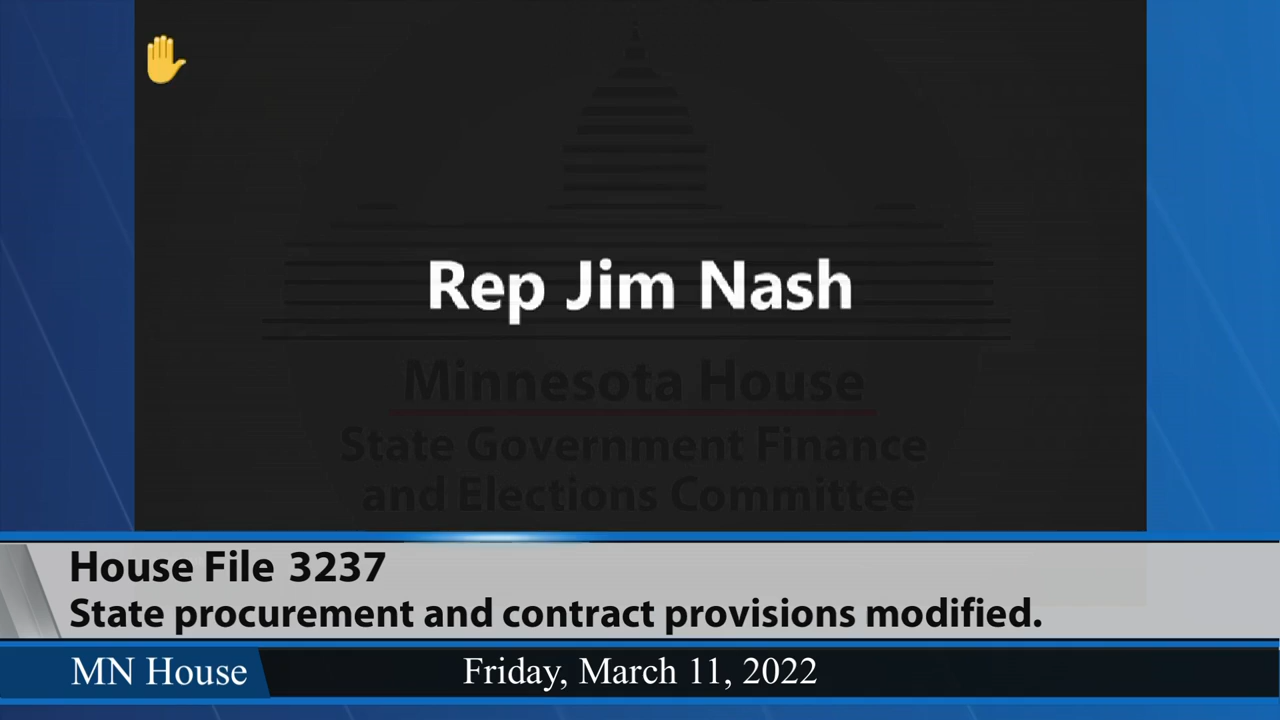 Rep Jim Nash
Minnesota House
State Government Finance
and Elections Committee
House File 3237
State procurement and contract provisions modified.
MN House
Friday, March 11, 2022